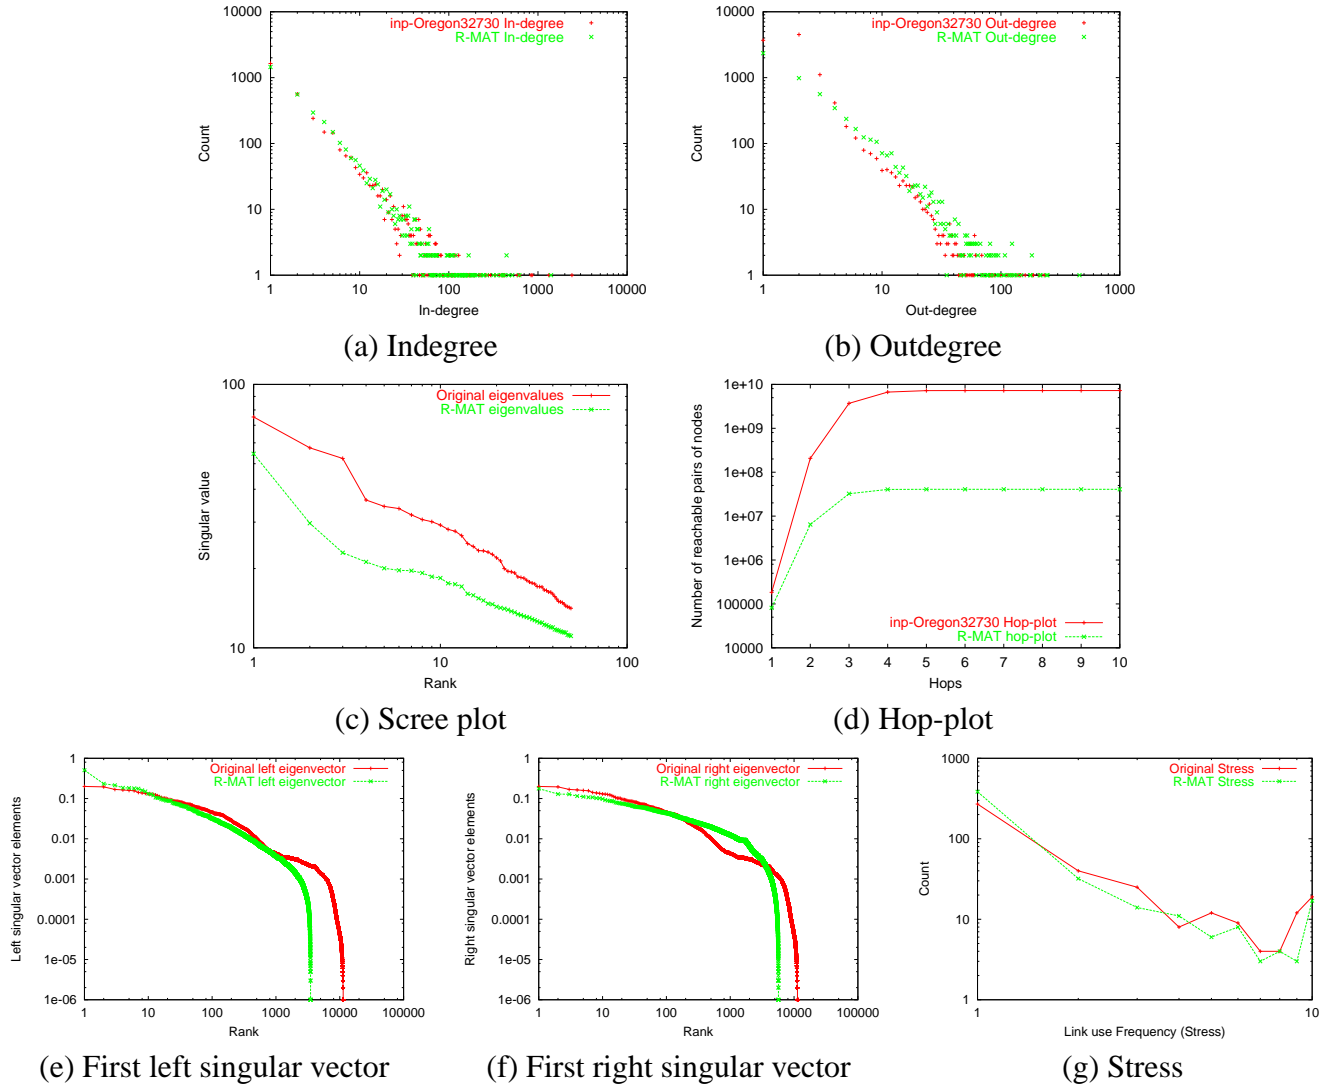 10000
1000
100
10
1
1 10 100 1000 10000
Count
In-degree
inp-Oregon32730 In-degree
R-MAT In-degree
(a) Indegree
10000
1000
100
10
1
1 10 100 1000
Count
Out-degree
inp-Oregon32730 Out-degree
R-MAT Out-degree
(b) Outdegree
100
10
1 10 100
Singular value
Rank
Original eigenvalues
R-MAT eigenvalues
(c) Scree plot
1e+10
1e+09
1e+08
1e+07
1e+06
100000
10000
1 2 3 4 5 6 7 8 9 10
Number of reachable pairs of nodes
Hops
inp-Oregon32730 Hop-plot
R-MAT hop-plot
(d) Hop-plot
1
0.1
0.01
0.001
0.0001
1e-05
1e-06
1 10 100 1000 10000 100000
Left singular vector elements
Rank
Original left eigenvector
R-MAT left eigenvector
(e) First left singular vector
1
0.1
0.01
0.001
0.0001
1e-05
1e-06
1 10 100 1000 10000 100000
Right singular vector elements
Rank
Original right eigenvector
R-MAT right eigenvector
(f) First right singular vector
1000
100
10
1
1 10
Count
Link use Frequency (Stress)
Original Stress
R-MAT Stress
(g) Stress